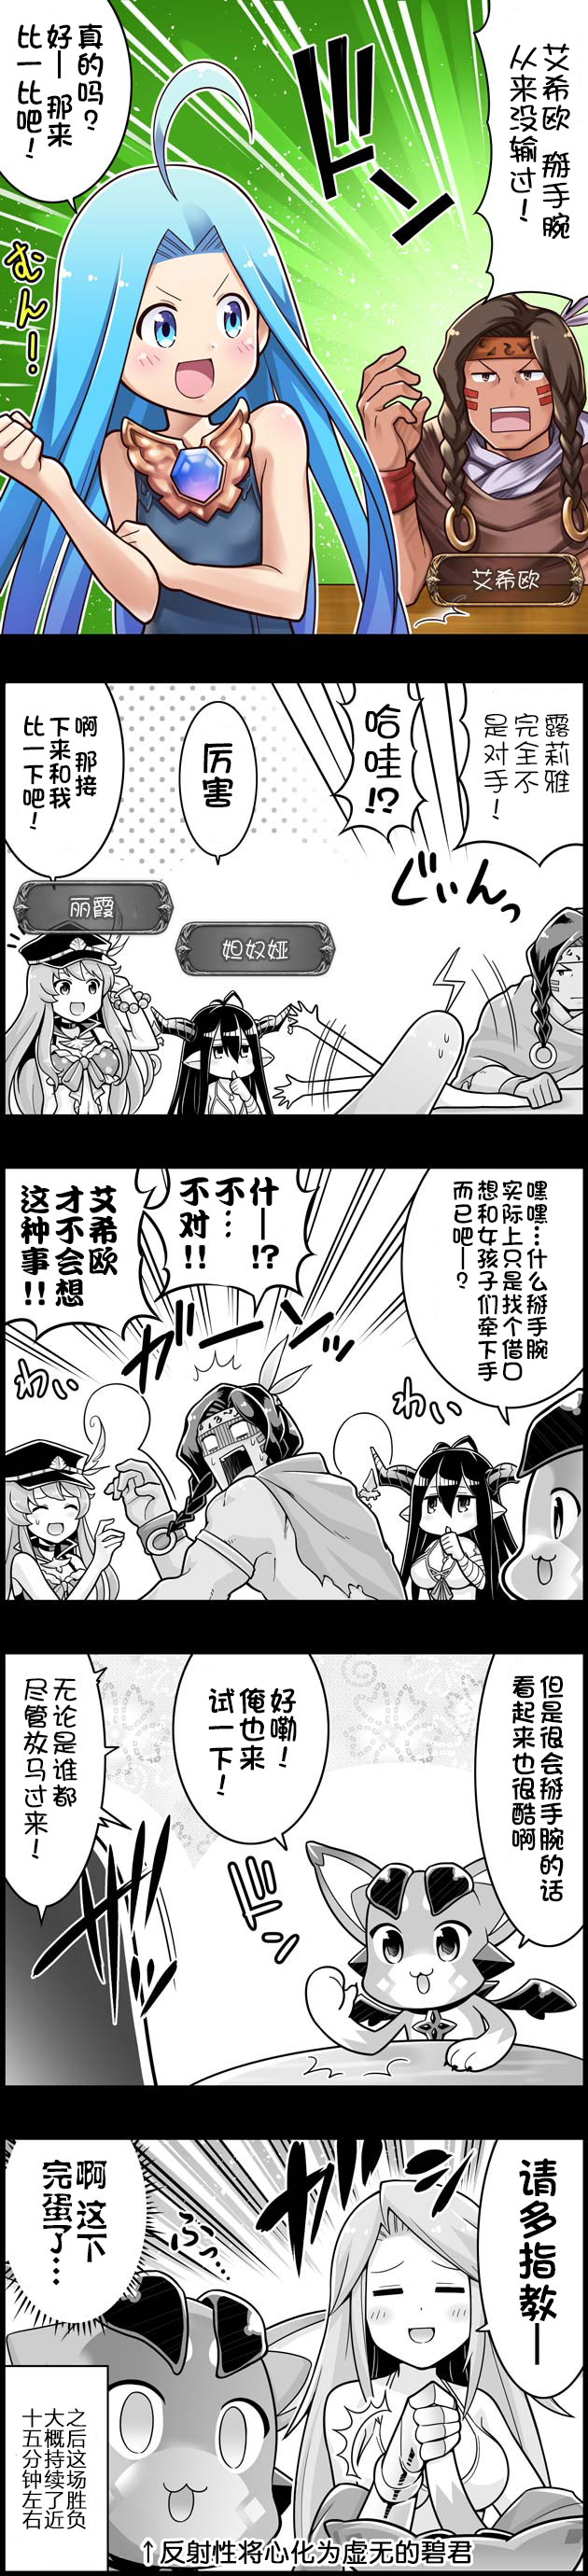 艾希欧 掰手腕
从来没输过！
真的吗？
好— 那来
比一比吧！
ドン
むん！
艾希欧
露莉雅
完全不
是对手！
哈哇!?
厉害
啊 那接
下来和我
比一下吧！
ぐいんっ
丽霞
妲奴娅
嘿嘿…什么掰手腕
实际上只是找个借口
想和女孩子们牵下手
而已吧—？
什—!?
不…
不对!!
艾希欧
才不会想
这种事!!
ガーーン
わい
わい
但是很会掰手腕的话
看起来也很酷啊
好嘞！
俺也来
试一下！
无论是谁都
尽管放马过来！
ドン
请多指教—
啊 这下
完蛋了…
之后这场胜负
大概持续了近
十五分钟左右
↑反射性将心化为虚无的碧君